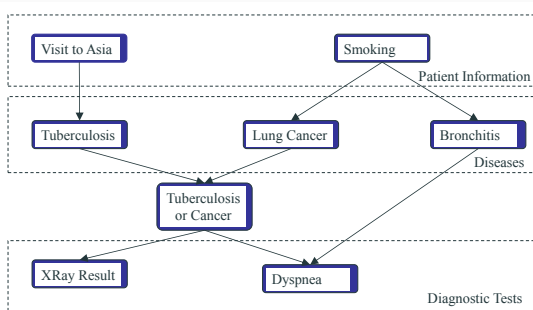 Visit to Asia
Smoking
Patient Information
Tuberculosis
Lung Cancer
Bronchitis
Diseases
Tuberculosis
or Cancer
XRay Result
Dyspnea
Diagnostic Tests